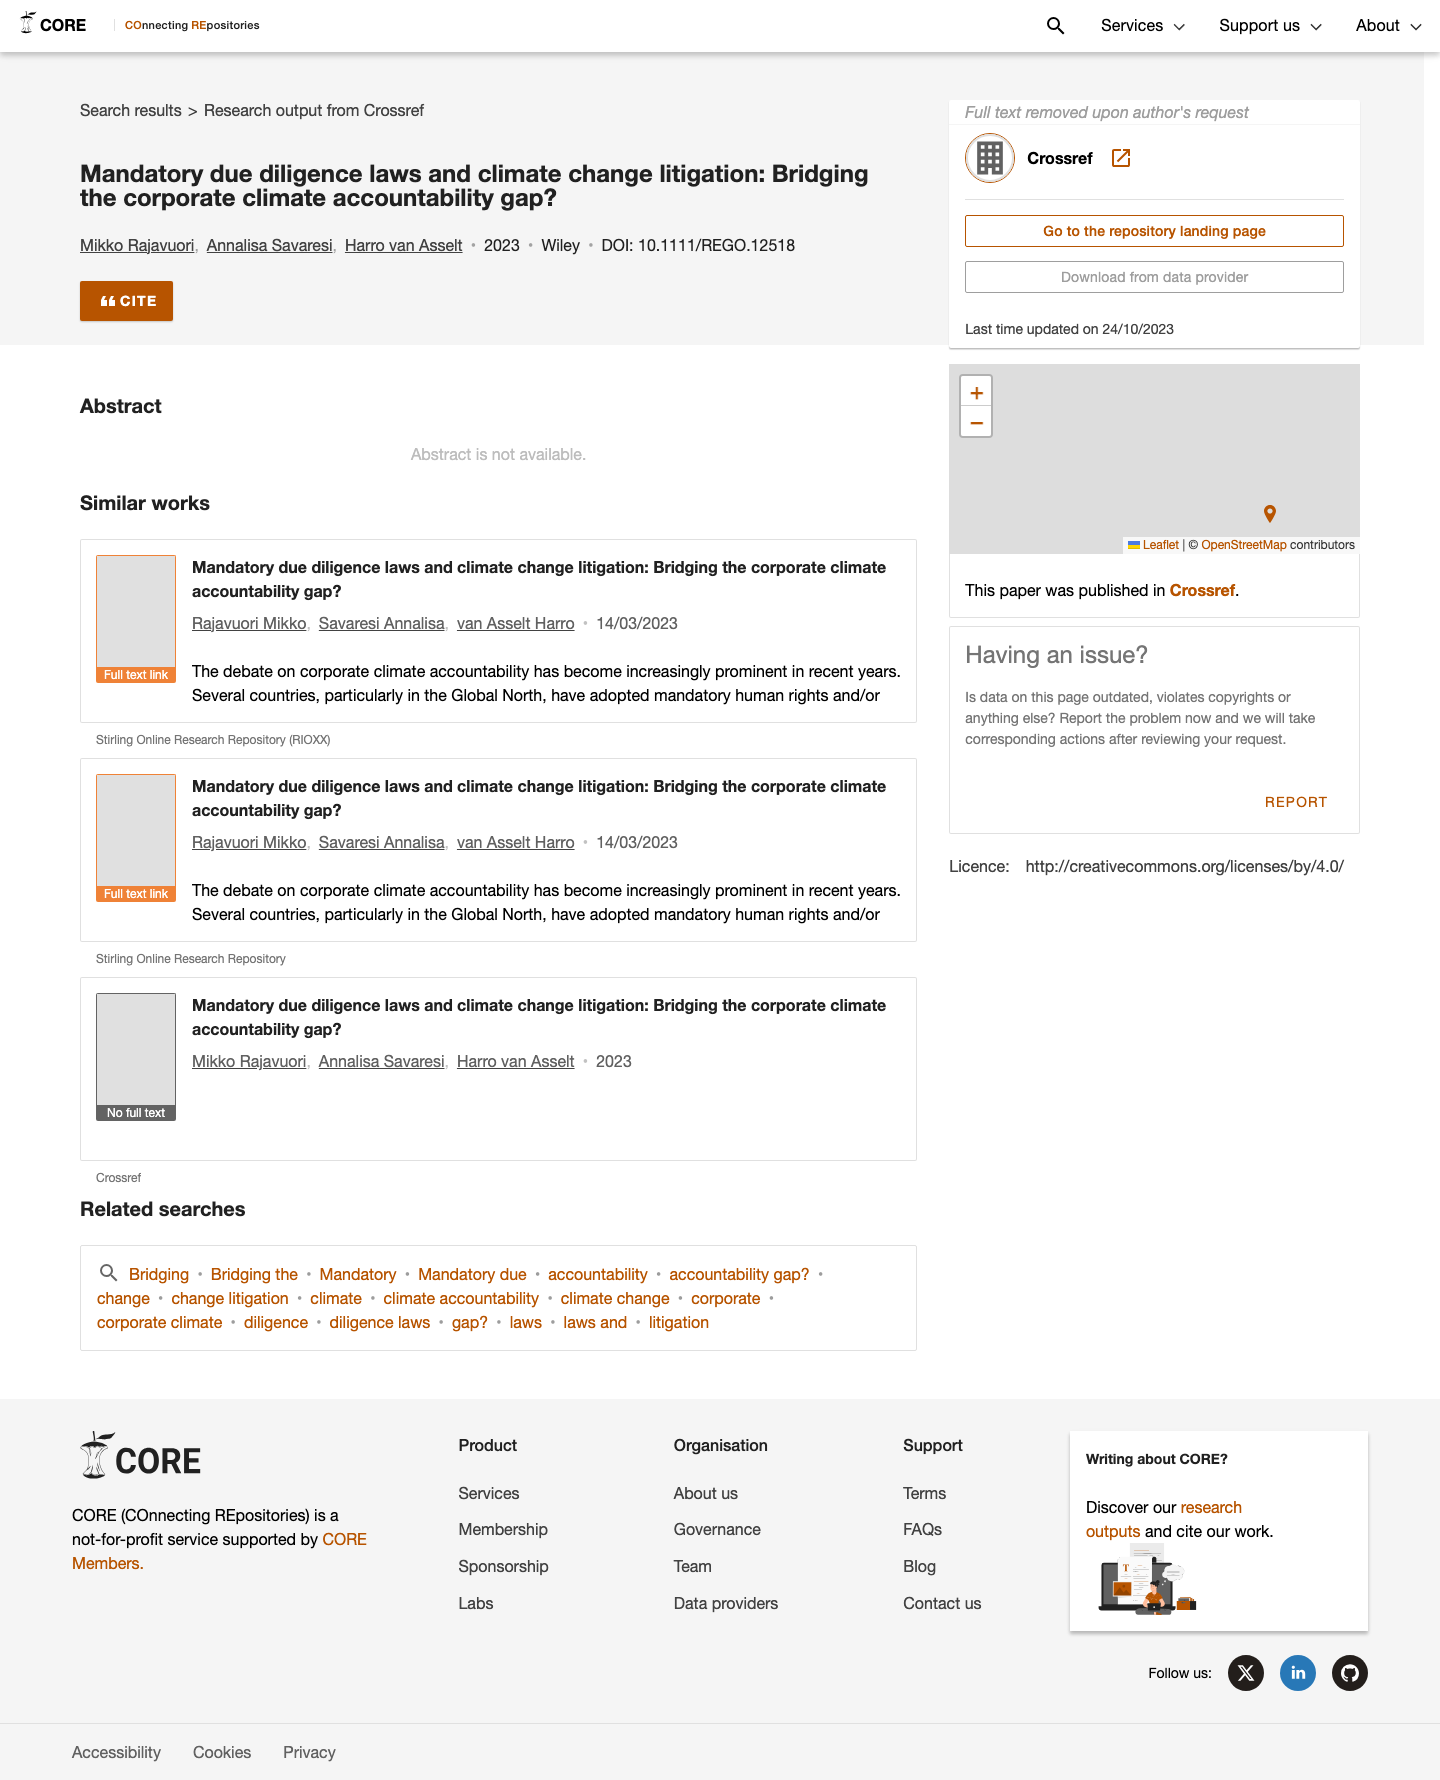 CORE
COnnecting REpositories
Services
Support us
About
Search results > Research output from Crossref
Mandatory due diligence laws and climate change litigation: Bridging
the corporate climate accountability gap?
Mikko Rajavuori, Annalisa Savaresi, Harro van Asselt • 2023 • Wiley • DOI: 10.1111/REGO.12518
CITE
Full text removed upon author's request
Crossref
Go to the repository landing page
Download from data provider
Last time updated on 24/10/2023
Abstract
Abstract is not available.
Similar works
Mandatory due diligence laws and climate change litigation: Bridging the corporate climate
accountability gap?
Rajavuori Mikko, Savaresi Annalisa, van Asselt Harro • 14/03/2023
Full text link
The debate on corporate climate accountability has become increasingly prominent in recent years.
Several countries, particularly in the Global North, have adopted mandatory human rights and/or
Stirling Online Research Repository (RIOXX)
Mandatory due diligence laws and climate change litigation: Bridging the corporate climate
accountability gap?
Rajavuori Mikko, Savaresi Annalisa, van Asselt Harro • 14/03/2023
Full text link
The debate on corporate climate accountability has become increasingly prominent in recent years.
Several countries, particularly in the Global North, have adopted mandatory human rights and/or
Stirling Online Research Repository
Mandatory due diligence laws and climate change litigation: Bridging the corporate climate
accountability gap?
Mikko Rajavuori, Annalisa Savaresi, Harro van Asselt • 2023
No full text
Crossref
+
−
Leaflet | © OpenStreetMap contributors
This paper was published in Crossref.
Having an issue?
Is data on this page outdated, violates copyrights or
anything else? Report the problem now and we will take
corresponding actions after reviewing your request.
REPORT
Licence: http://creativecommons.org/licenses/by/4.0/
Related searches
Bridging • Bridging the • Mandatory • Mandatory due • accountability • accountability gap? •
change • change litigation • climate • climate accountability • climate change • corporate •
corporate climate • diligence • diligence laws • gap? • laws • laws and • litigation
CORE
CORE (COnnecting REpositories) is a
not-for-profit service supported by CORE
Members.
Product
Services
Membership
Sponsorship
Labs
Organisation
About us
Governance
Team
Data providers
Support
Terms
FAQs
Blog
Contact us
Writing about CORE?
Discover our research
outputs and cite our work.
T
Follow us:
X
in
Accessibility
Cookies
Privacy